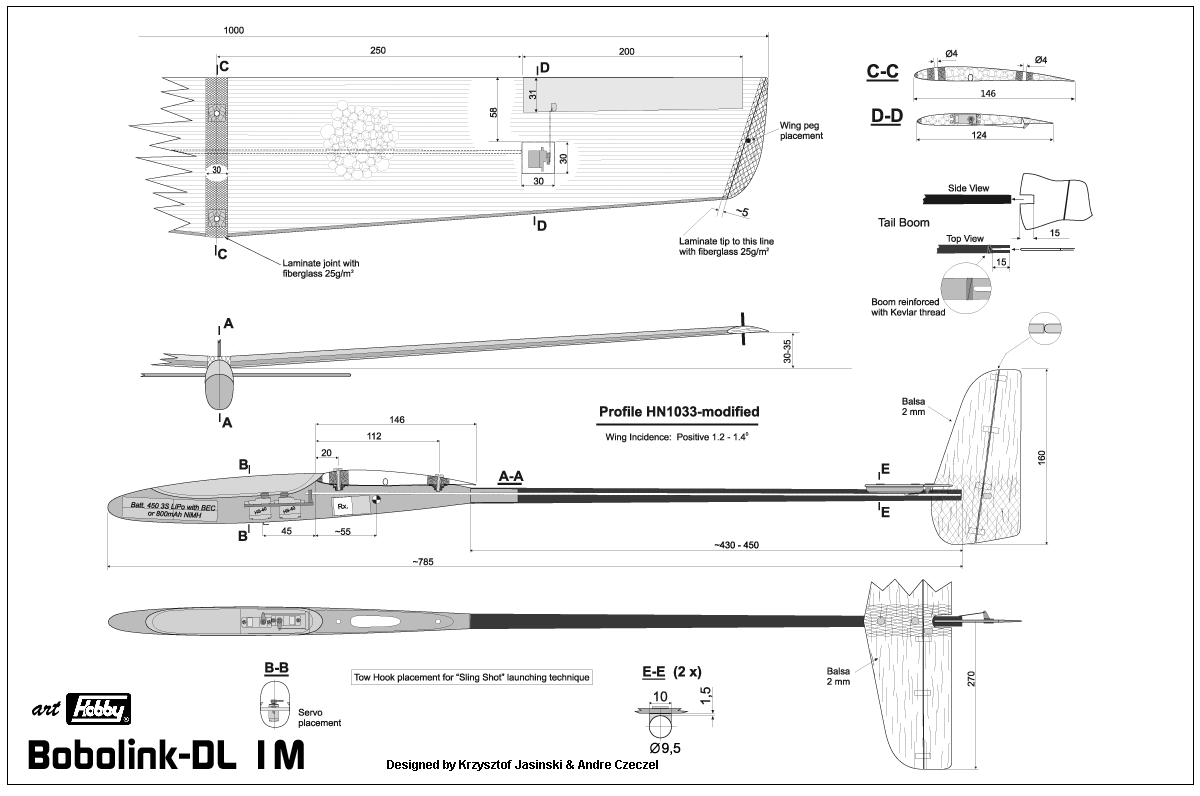 1000
250
200
C
D
31
58
30
30
30
C
D
~5
Wing peg
placement
Laminate joint with
fiberglass 25g/m²
Laminate tip to this line
with fiberglass 25g/m²
C-C
Ø4
Ø4
146
D-D
124
Side View
Tail Boom
15
Top View
15
Boom reinforced
with Kevlar thread
A
A
30-35
Profile HN1033-modified
Wing Incidence: Positive 1.2 - 1.4⁰
Balsa
2 mm
160
146
112
20
B
A-A
E
E
Batt. 450 3S LiPo with BEC
or 800mAh NIMH
Rx.
B
45
~55
~430 - 450
~785
Balsa
2 mm
270
B-B
Servo
placement
Tow Hook placement for "Sling Shot" launching technique
E-E (2 x)
10
1,5
Ø9,5
art Hobby®
Bobolink-DL 1M
Designed by Krzysztof Jasinski & Andre Czeczel